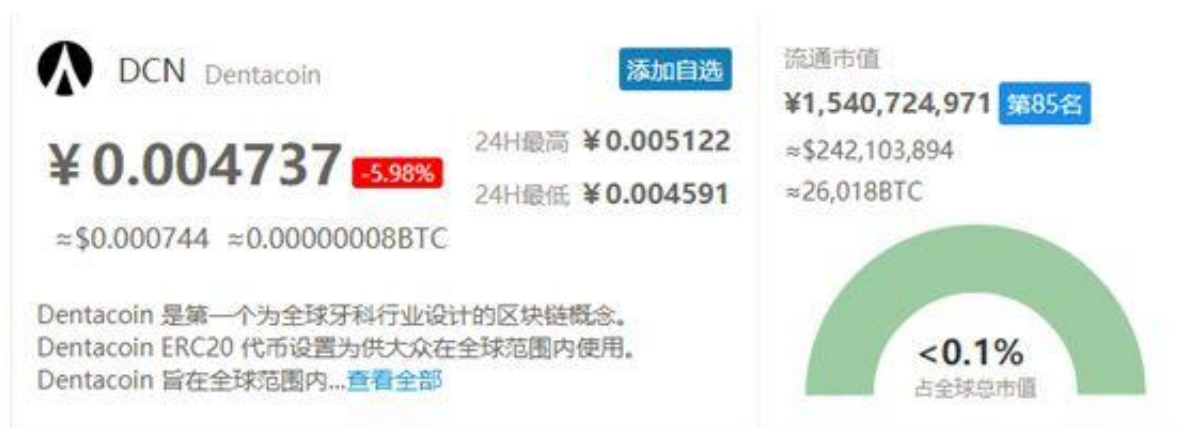 DCN Dentacoin
添加自选
¥0.004737 -5.98%
24H最高 ¥0.005122
24H最低 ¥0.004591
≈$0.000744 ≈0.00000008BTC
Dentacoin 是第一个为全球牙科行业设计的区块链概念。
Dentacoin ERC20 代币设置为供大众在全球范围内使用。
Dentacoin 旨在全球范围内...查看全部
流通市值
¥1,540,724,971 第85名
≈$242,103,894
≈26,018BTC
<0.1%
占全球总市值